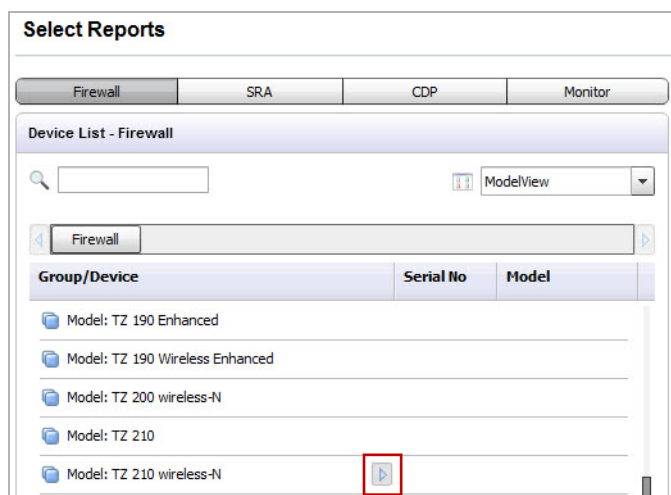 Select Reports
Firewall SRA CDP Monitor
Device List - Firewall
ModelView
Firewall
Group/Device Serial No Model
Model: TZ 190 Enhanced
Model: TZ 190 Wireless Enhanced
Model: TZ 200 wireless-N
Model: TZ 210
Model: TZ 210 wireless-N